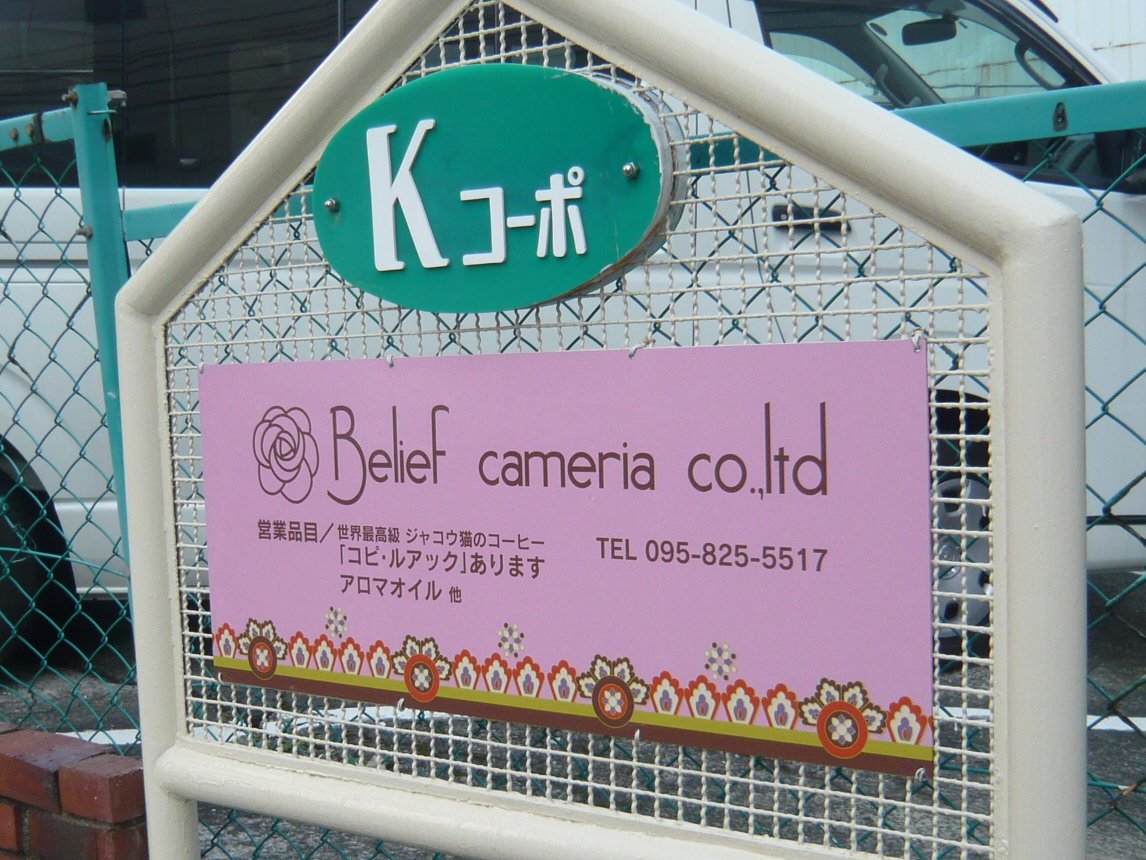 Kコーポ
Belief cameria co.,ltd
営業品目／世界最高級 ジャコウ猫のコーヒー
「コピ・ルアック」あります
アロマオイル 他
TEL 095-825-5517